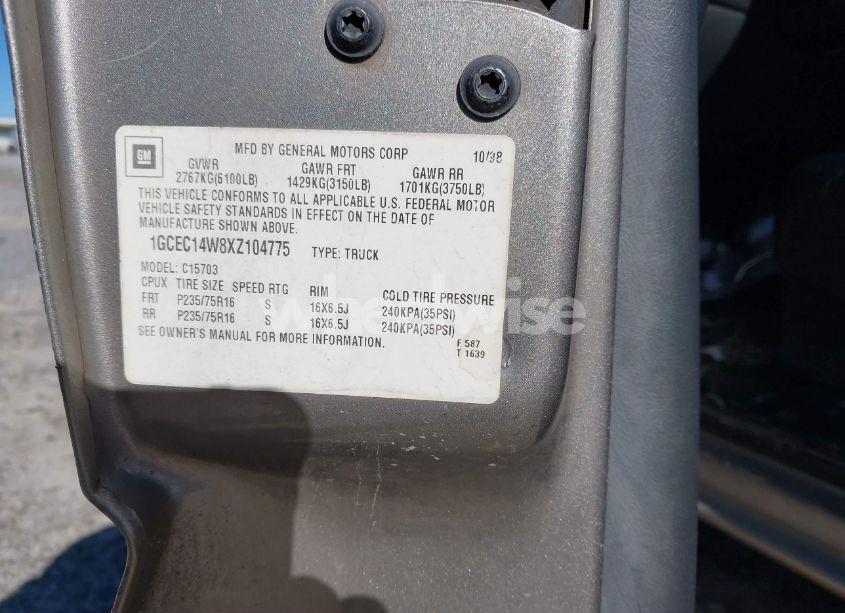 MFD BY GENERAL MOTORS CORP 10/98
GM
GVWR GAWR FRT GAWR RR
2767KG(6100LB) 1429KG(3150LB) 1701KG(3750LB)
THIS VEHICLE CONFORMS TO ALL APPLICABLE U.S. FEDERAL MOTOR
VEHICLE SAFETY STANDARDS IN EFFECT ON THE DATE OF
MANUFACTURE SHOWN ABOVE.
1GCEC14W8XZ104775 TYPE: TRUCK
MODEL: C15703
CPUX TIRE SIZE SPEED RTG RIM COLD TIRE PRESSURE
FRT P235/75R16 S 16X6.5J 240KPA(35PSI)
RR P235/75R16 S 16X6.5J 240KPA(35PSI)
SEE OWNER'S MANUAL FOR MORE INFORMATION.
F 587
T 1639
wheelwise